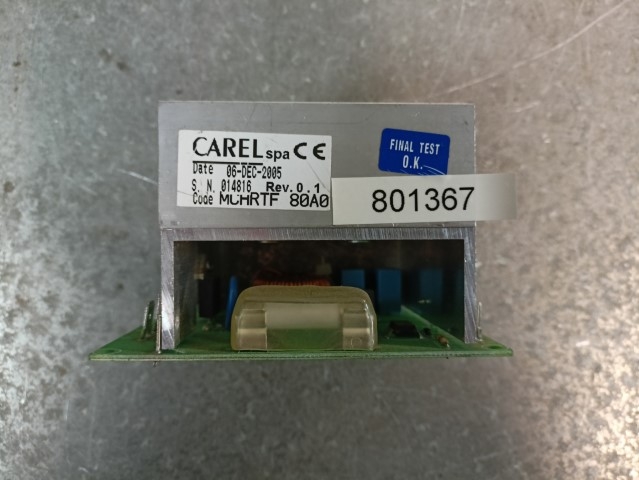 CAREL spa CE
Date 06-DEC-2005
S. N. 014816 Rev. 0.1
Code MCHRTF 80A0
FINAL TEST
O.K.
801367